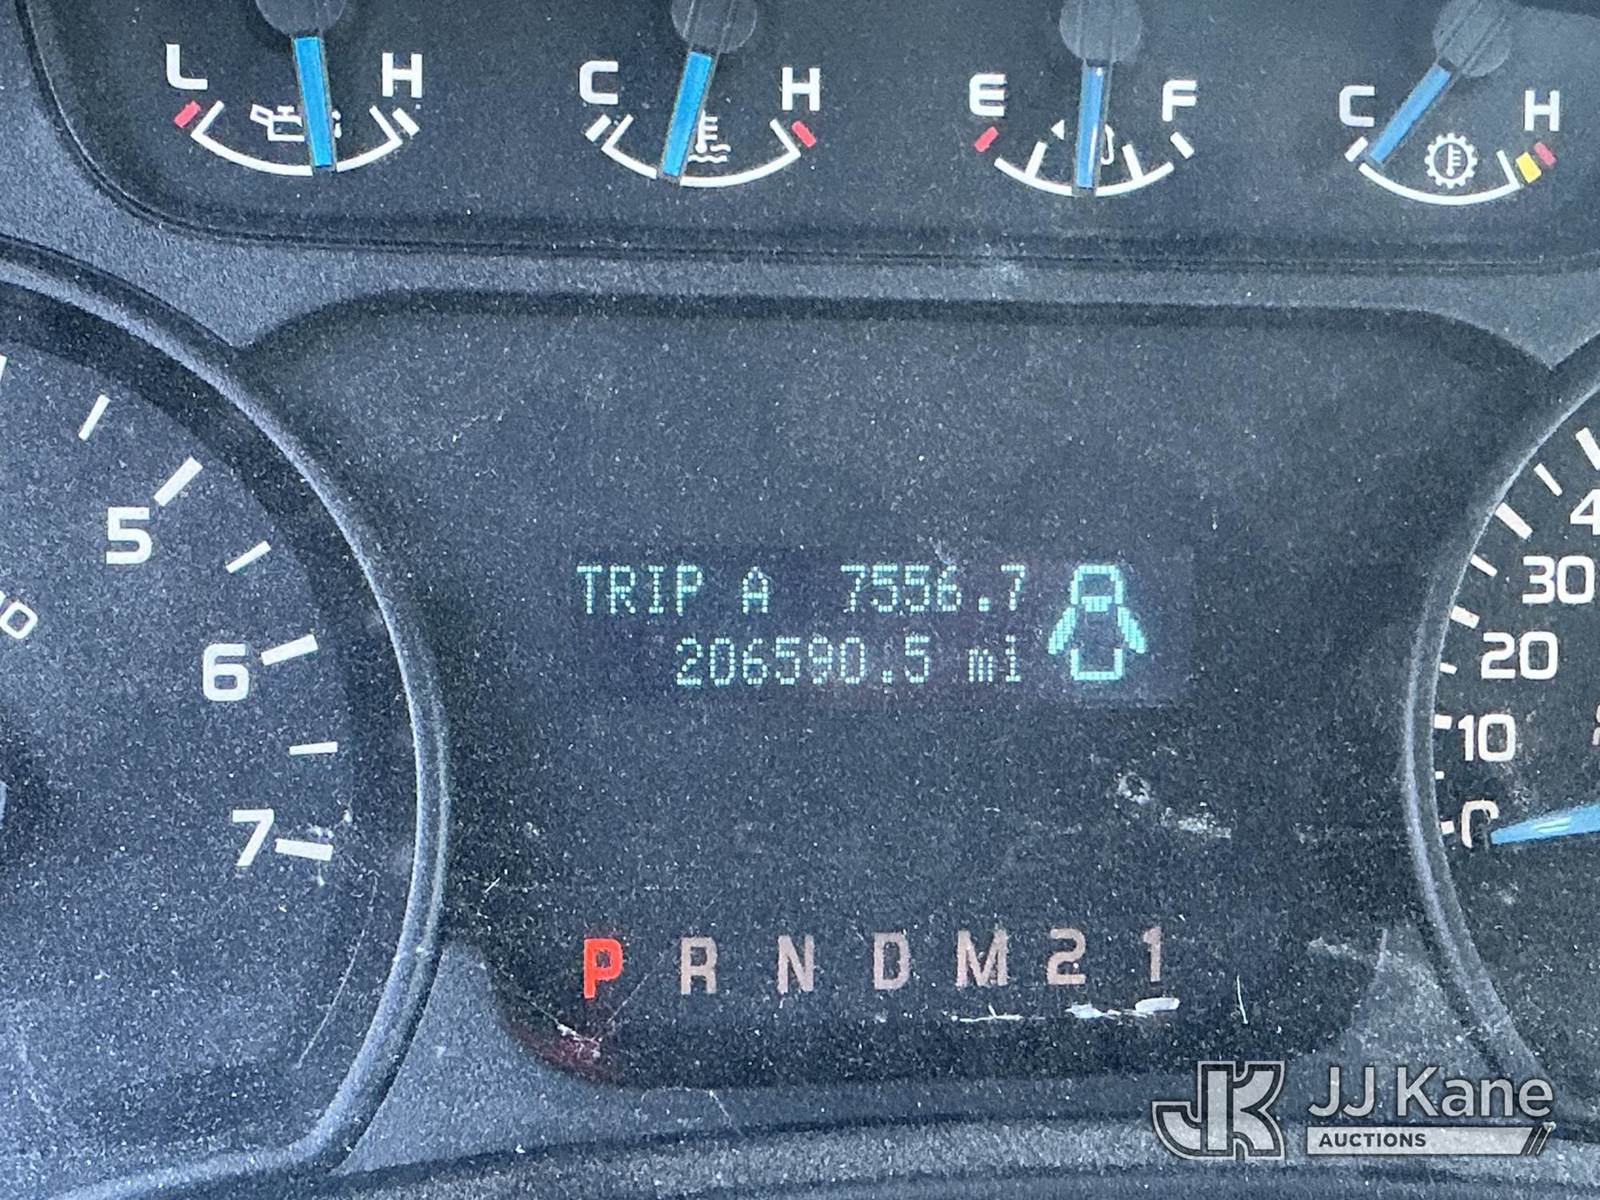 L H C H E F C H
TRIP A 7556.7
206590.5 mi
5
6
7
30
20
10
0
P R N D M 2 1
JK JJ Kane
AUCTIONS